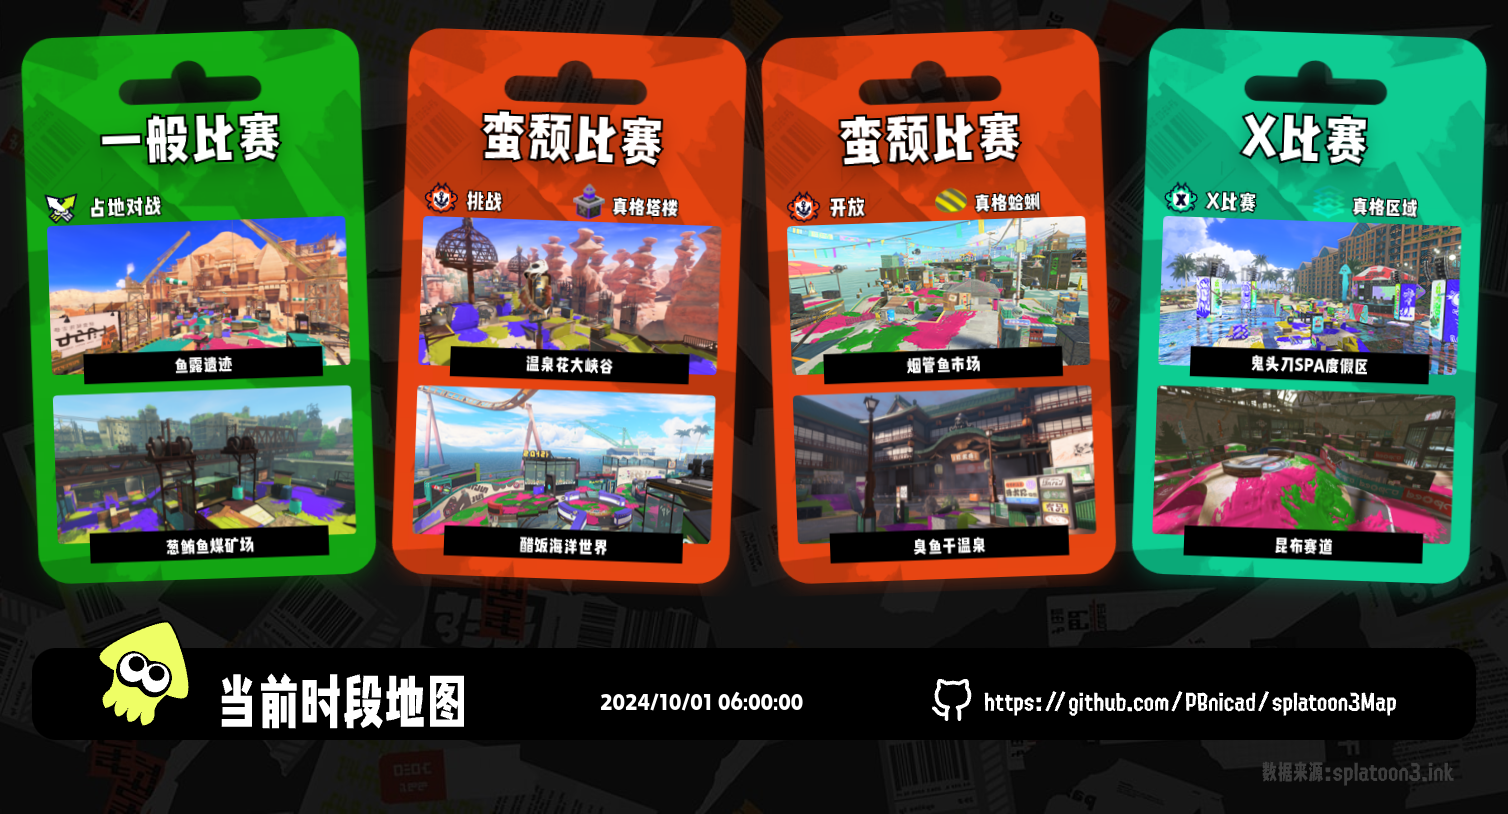 一般比赛
占地对战
鱼露遗迹
葱鲔鱼煤矿场
蛮颓比赛
挑战
真格塔楼
温泉花大峡谷
醋饭海洋世界
蛮颓比赛
开放
真格蛤蜊
烟管鱼市场
臭鱼干温泉
X比赛
X比赛
真格区域
鬼头刀SPA度假区
昆布赛道
当前时段地图
2024/10/01 06:00:00
https://github.com/PBnicad/splatoon3Map
数据来源:splatoon3.ink